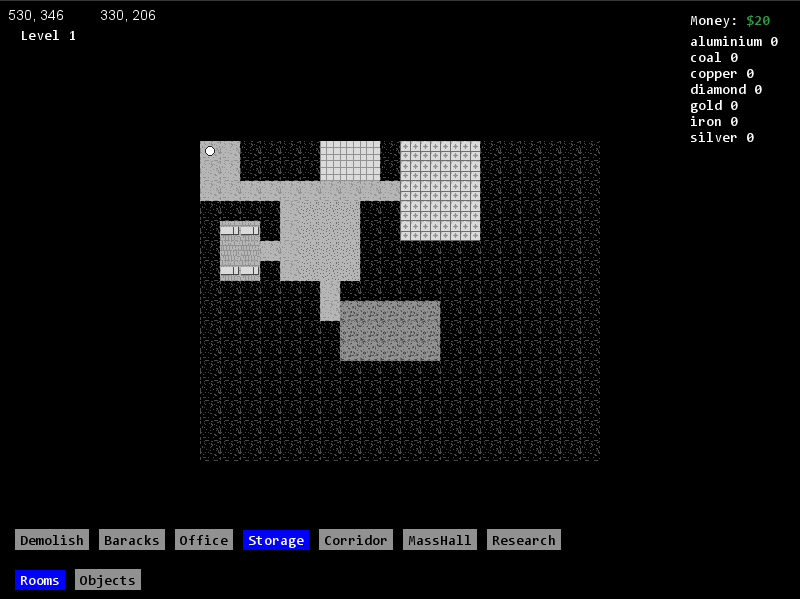 530, 346 330, 206
Level 1
Money: $20
aluminium 0
coal 0
copper 0
diamond 0
gold 0
iron 0
silver 0
Demolish Baracks Office Storage Corridor MassHall Research
Rooms Objects